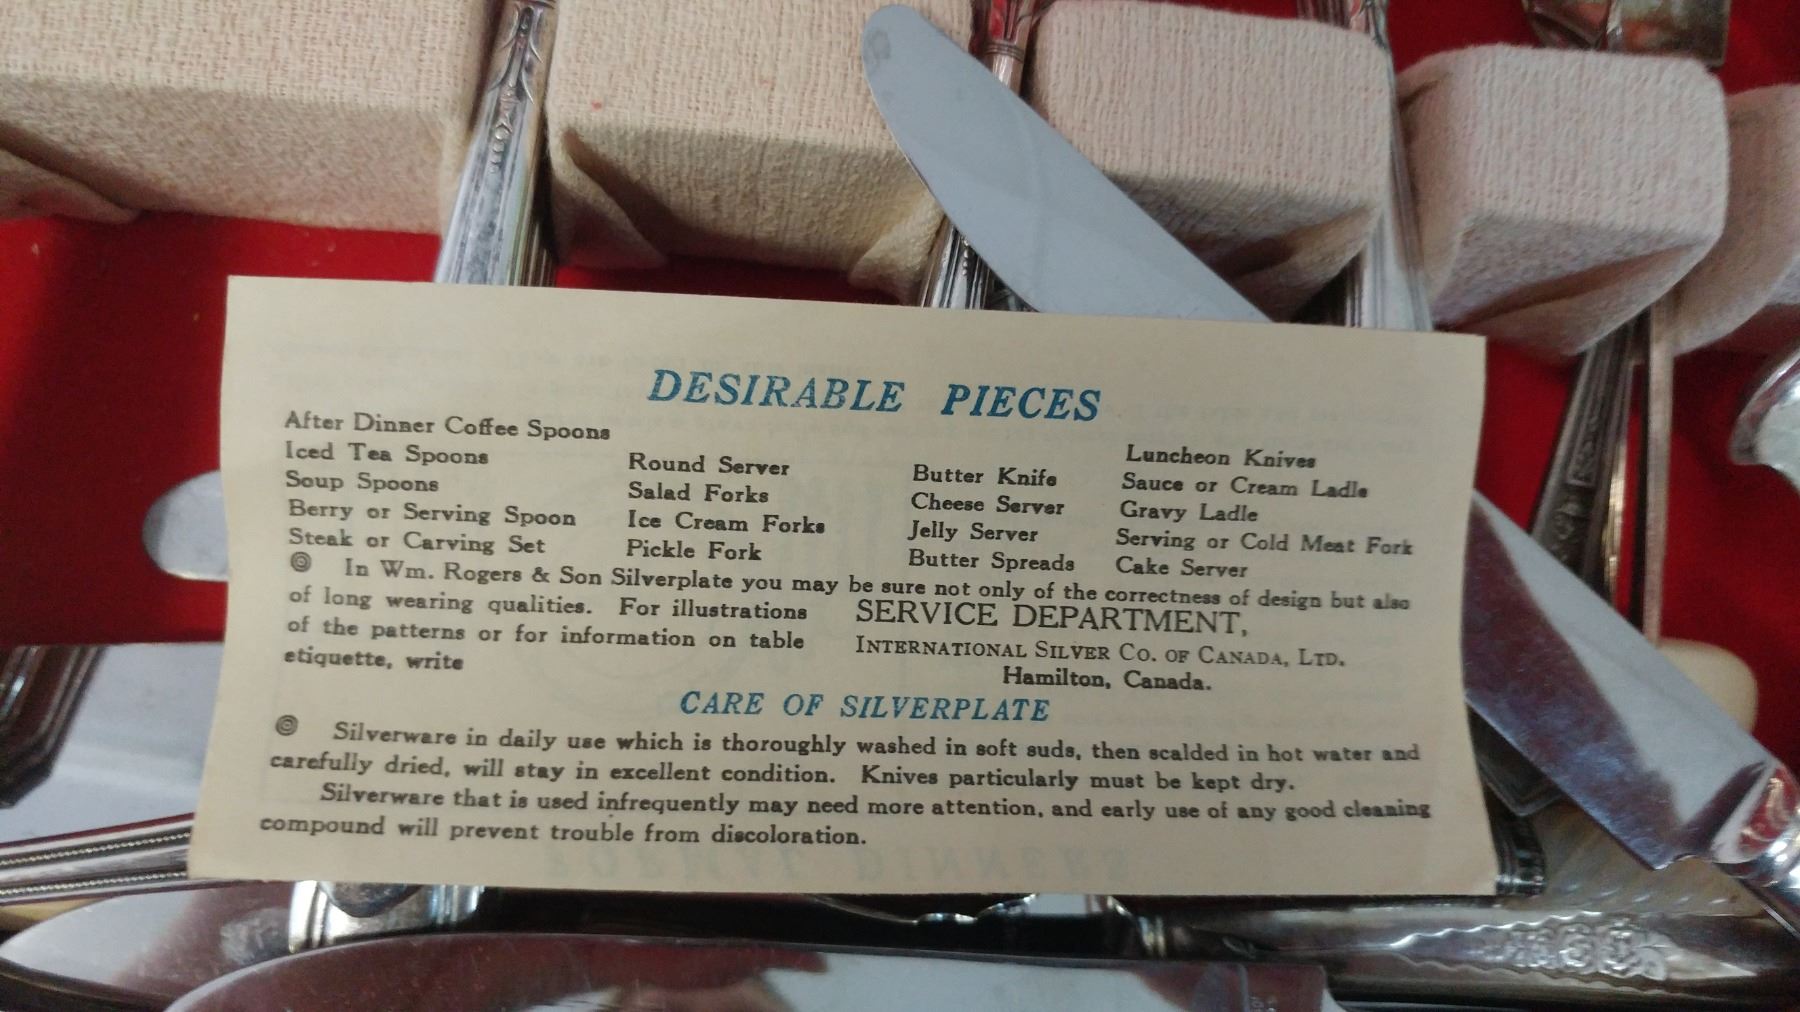 DESIRABLE PIECES
After Dinner Coffee Spoons
Iced Tea Spoons
Soup Spoons
Berry or Serving Spoon
Steak or Carving Set
Round Server
Salad Forks
Ice Cream Forks
Pickle Fork
Butter Knife
Cheese Server
Jelly Server
Butter Spreads
Luncheon Knives
Sauce or Cream Ladle
Gravy Ladle
Serving or Cold Meat Fork
Cake Server
In Wm. Rogers & Son Silverplate you may be sure not only of the correctness of design but also
of long wearing qualities. For illustrations
of the patterns or for information on table
etiquette, write
SERVICE DEPARTMENT,
INTERNATIONAL SILVER CO. OF CANADA, LTD.
Hamilton, Canada.
CARE OF SILVERPLATE
Silverware in daily use which is thoroughly washed in soft suds, then scalded in hot water and
carefully dried, will stay in excellent condition. Knives particularly must be kept dry.
Silverware that is used infrequently may need more attention, and early use of any good cleaning
compound will prevent trouble from discoloration.